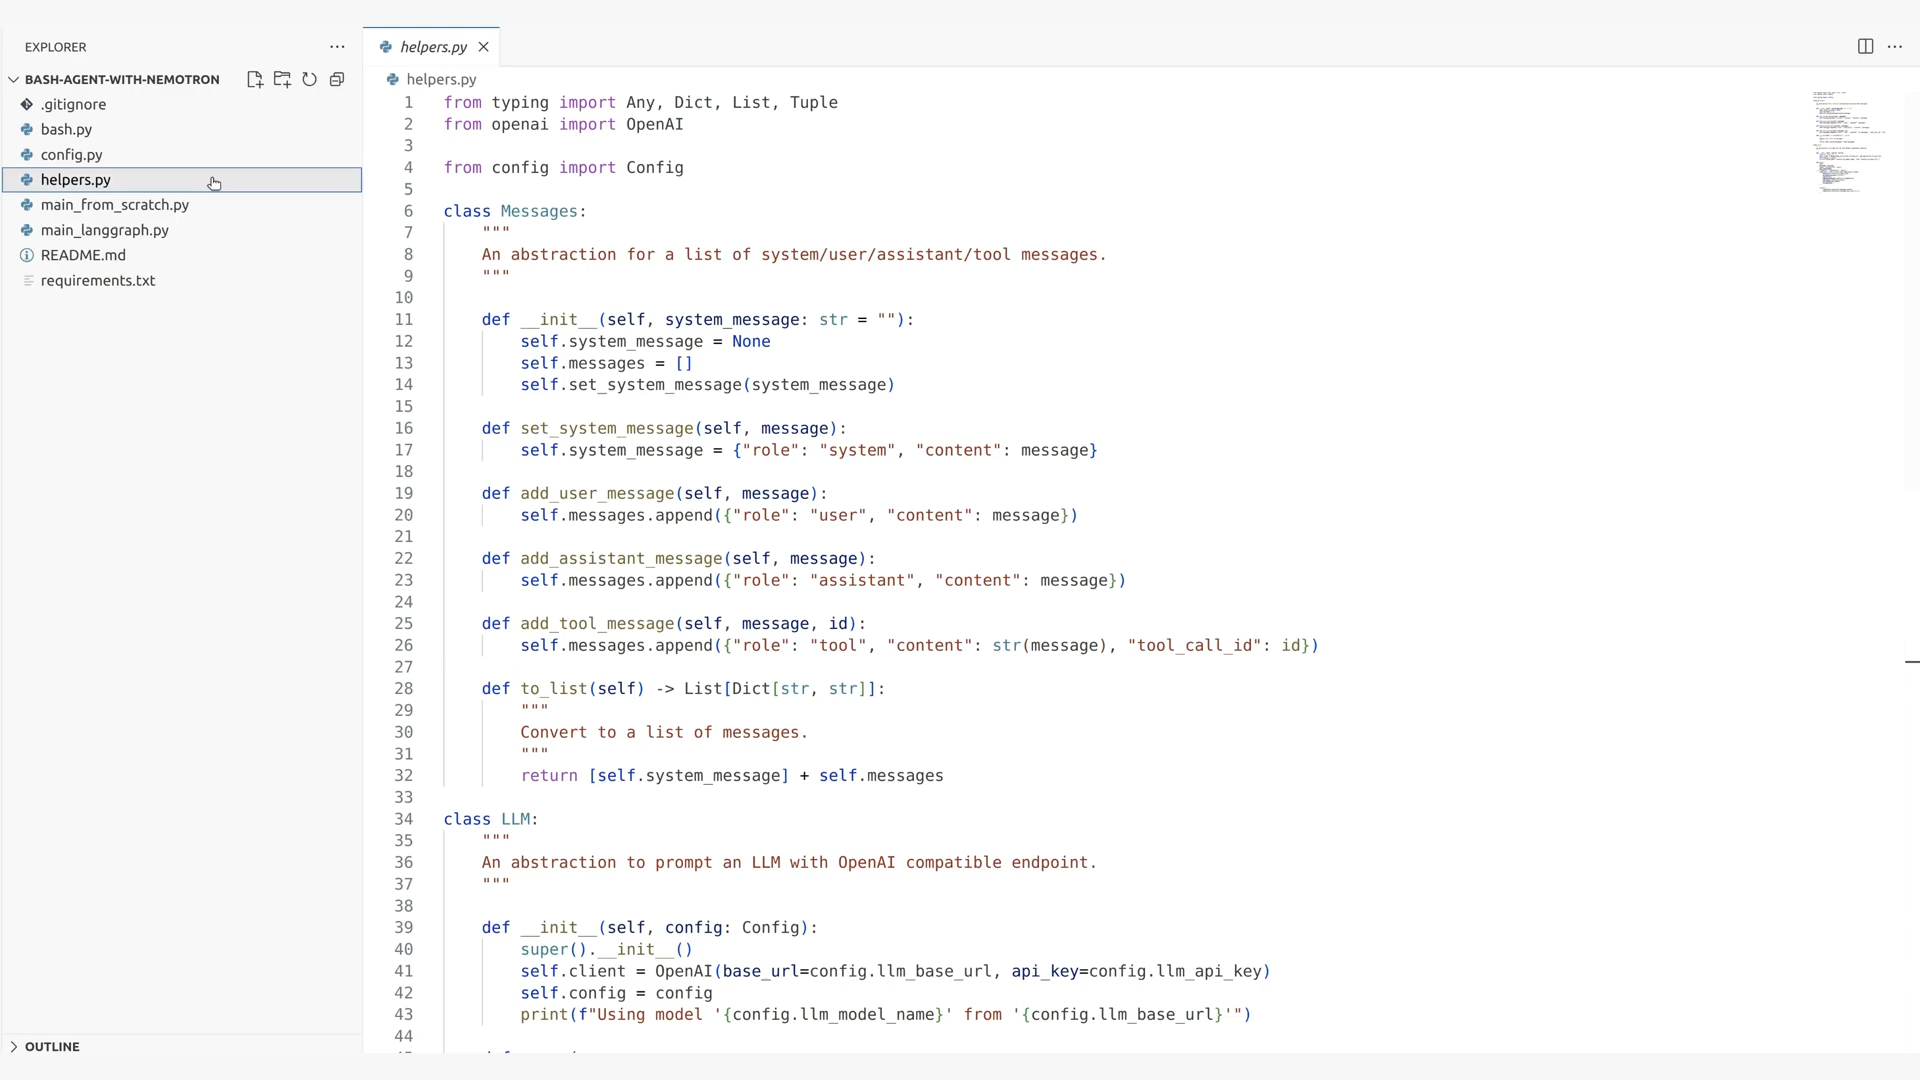 EXPLORER
BASH-AGENT-WITH-NEMOTRON
.gitignore
bash.py
config.py
helpers.py
main_from_scratch.py
main_langgraph.py
README.md
requirements.txt
OUTLINE
helpers.py
helpers.py
1 from typing import Any, Dict, List, Tuple
2 from openai import OpenAI
3
4 from config import Config
5
6 class Messages:
7     """
8     An abstraction for a list of system/user/assistant/tool messages.
9     """
10
11     def __init__(self, system_message: str = ""):
12         self.system_message = None
13         self.messages = []
14         self.set_system_message(system_message)
15
16     def set_system_message(self, message):
17         self.system_message = {"role": "system", "content": message}
18
19     def add_user_message(self, message):
20         self.messages.append({"role": "user", "content": message})
21
22     def add_assistant_message(self, message):
23         self.messages.append({"role": "assistant", "content": message})
24
25     def add_tool_message(self, message, id):
26         self.messages.append({"role": "tool", "content": str(message), "tool_call_id": id})
27
28     def to_list(self) -> List[Dict[str, str]]:
29         """
30         Convert to a list of messages.
31         """
32         return [self.system_message] + self.messages
33
34 class LLM:
35     """
36     An abstraction to prompt an LLM with OpenAI compatible endpoint.
37     """
38
39     def __init__(self, config: Config):
40         super().__init__()
41         self.client = OpenAI(base_url=config.llm_base_url, api_key=config.llm_api_key)
42         self.config = config
43         print(f"Using model '{config.llm_model_name}' from '{config.llm_base_url}'")
44